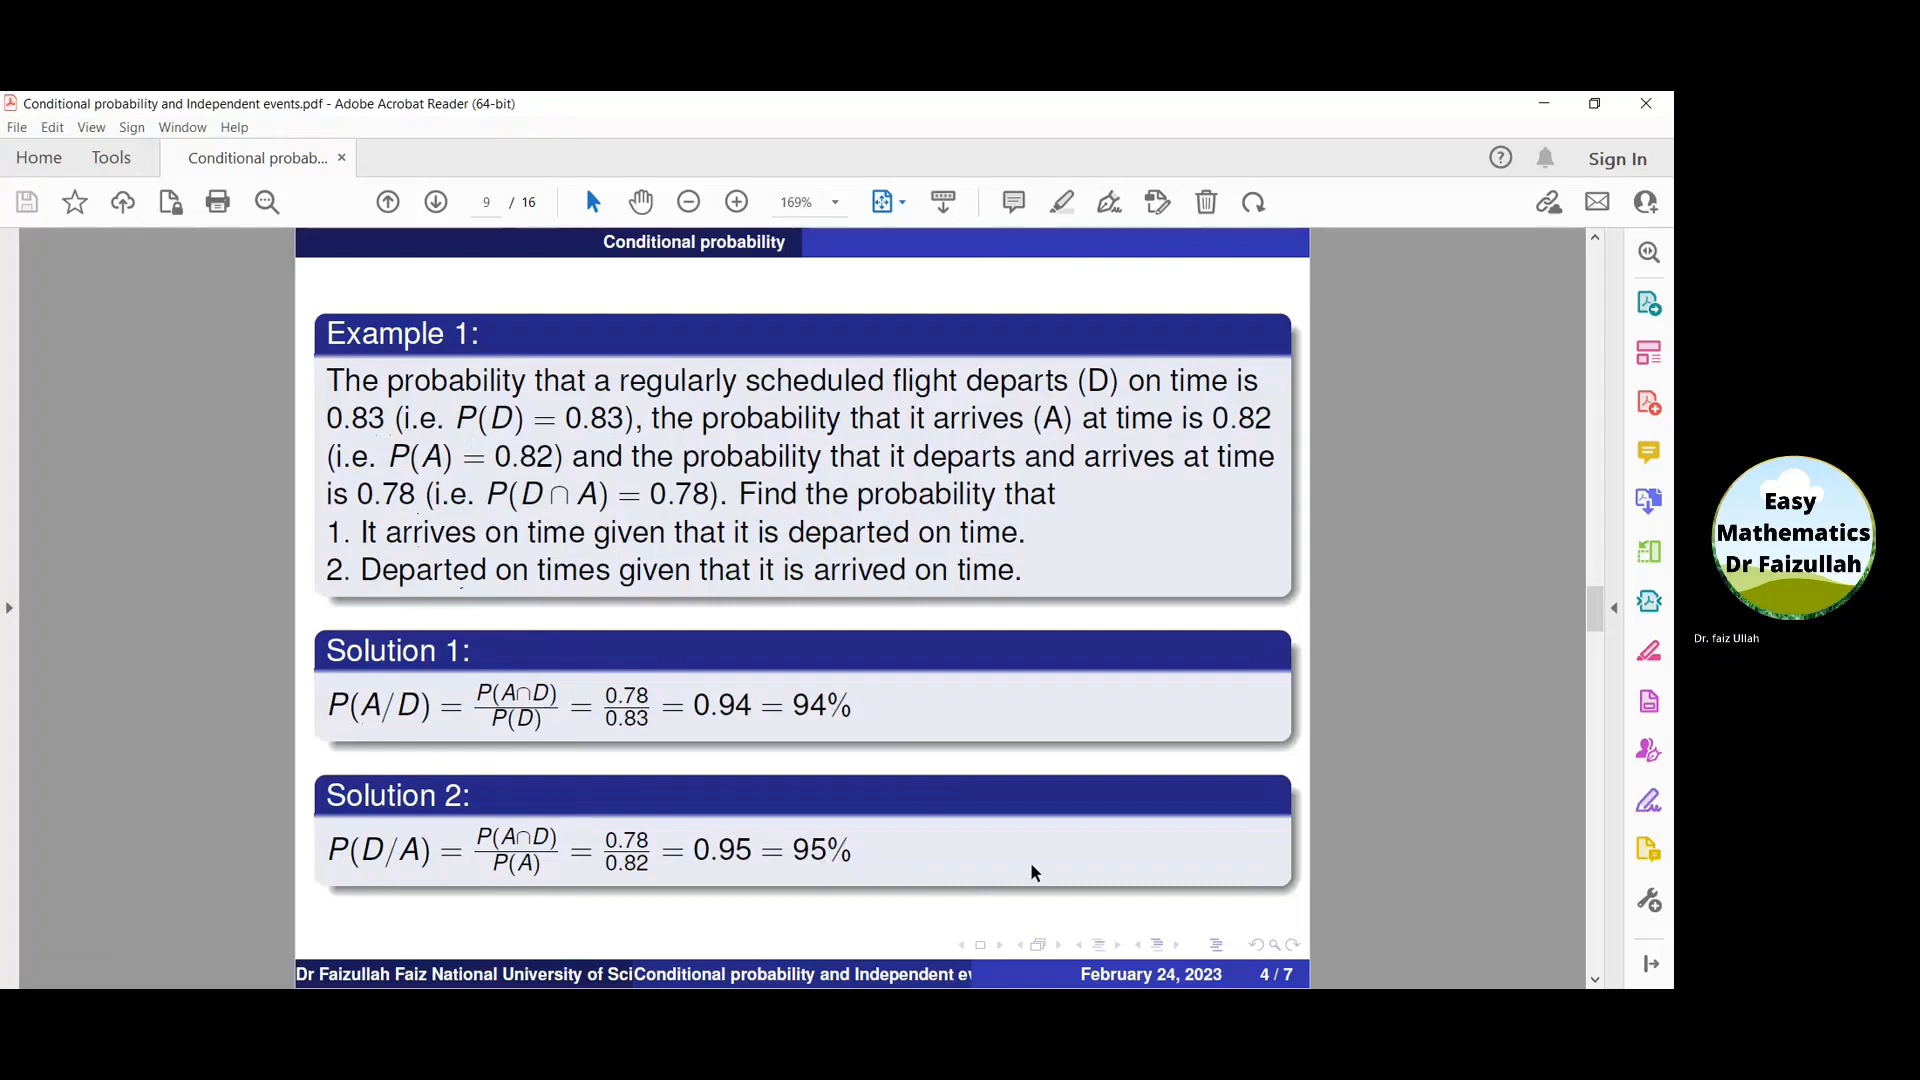 Conditional probability and Independent events.pdf - Adobe Acrobat Reader (64-bit)
File Edit View Sign Window Help
Home Tools Conditional probab... × Sign In
9 / 16 169%
Conditional probability
Example 1:
The probability that a regularly scheduled flight departs (D) on time is
0.83 (i.e. P(D) = 0.83), the probability that it arrives (A) at time is 0.82
(i.e. P(A) = 0.82) and the probability that it departs and arrives at time
is 0.78 (i.e. P(D ∩ A) = 0.78). Find the probability that
1. It arrives on time given that it is departed on time.
2. Departed on times given that it is arrived on time.
Solution 1:
P(A/D) = P(A∩D)/P(D) = 0.78/0.83 = 0.94 = 94%
Solution 2:
P(D/A) = P(A∩D)/P(A) = 0.78/0.82 = 0.95 = 95%
Dr Faizullah Faiz National University of Sci Conditional probability and Independent ev February 24, 2023 4 / 7
Easy
Mathematics
Dr Faizullah
Dr. faiz Ullah